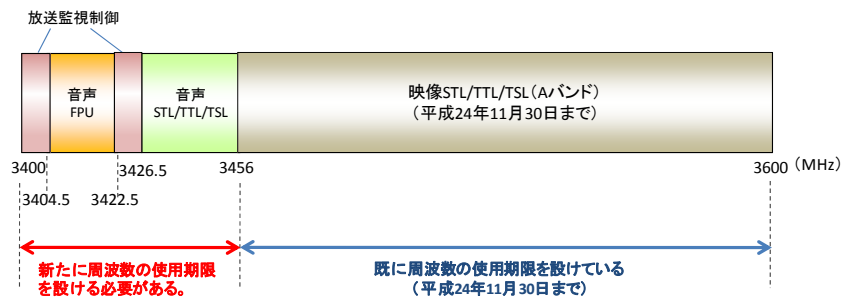 放送監視制御
音声
FPU
音声
STL/TTL/TSL
映像STL/TTL/TSL(Aバンド)
(平成24年11月30日まで)
3400
3426.5
3456
3600
(MHz)
3404.5
3422.5
新たに周波数の使用期限
を設ける必要がある。
既に周波数の使用期限を設けている
(平成24年11月30日まで)